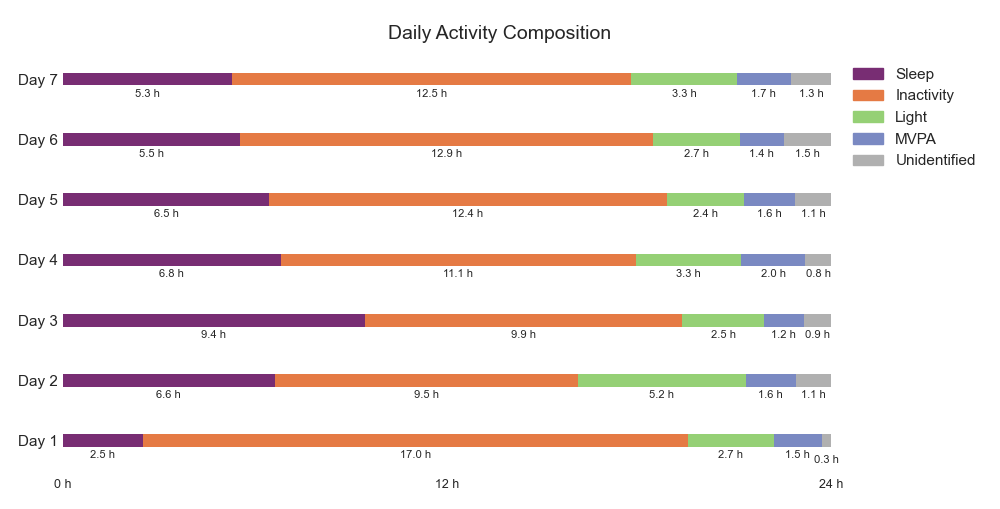 Daily Activity Composition
Sleep
Inactivity
Light
MVPA
Unidentified
Day 7
5.3 h 12.5 h 3.3 h 1.7 h 1.3 h
Day 6
5.5 h 12.9 h 2.7 h 1.4 h 1.5 h
Day 5
6.5 h 12.4 h 2.4 h 1.6 h 1.1 h
Day 4
6.8 h 11.1 h 3.3 h 2.0 h 0.8 h
Day 3
9.4 h 9.9 h 2.5 h 1.2 h 0.9 h
Day 2
6.6 h 9.5 h 5.2 h 1.6 h 1.1 h
Day 1
2.5 h 17.0 h 2.7 h 1.5 h 0.3 h
0 h 12 h 24 h